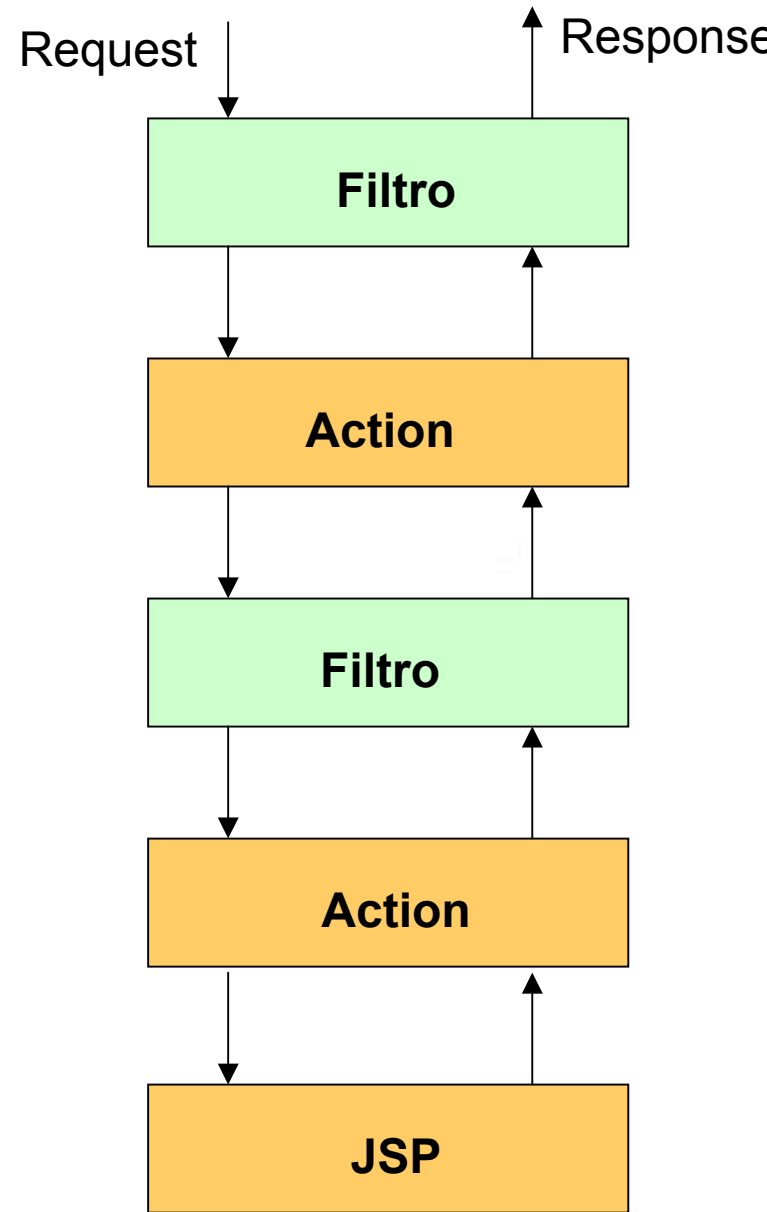 Request
Response
Filtro
Action
Filtro
Action
JSP